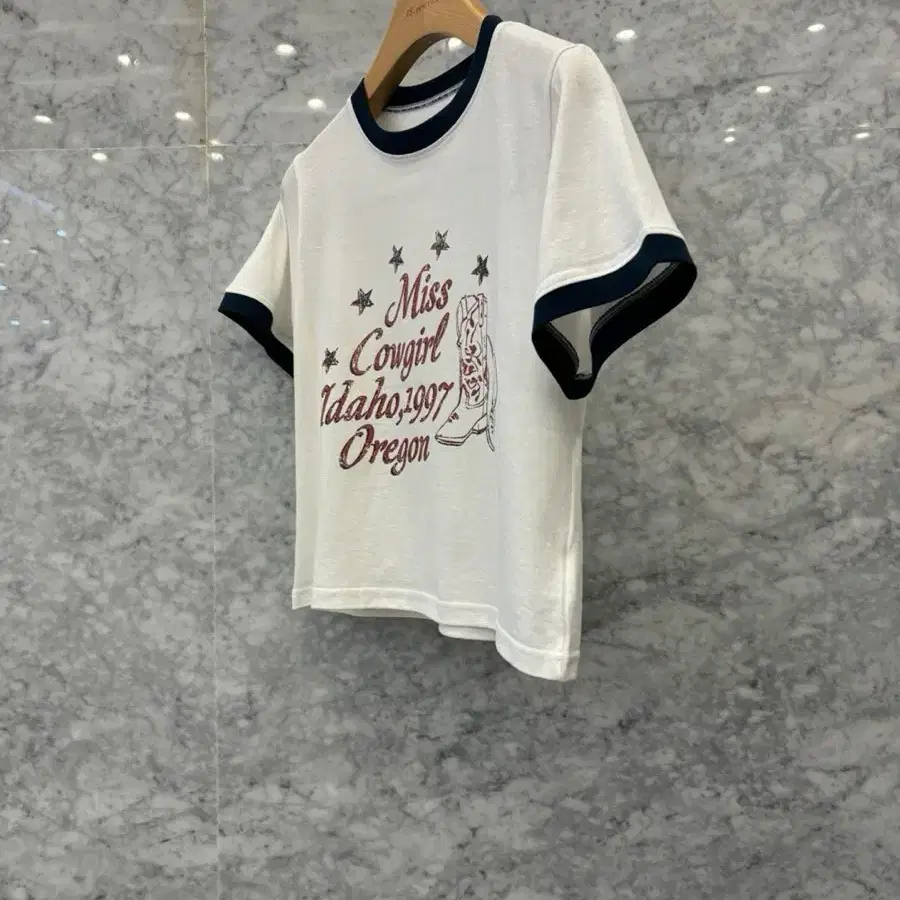 Miss
Cowgirl
Idaho,1997
Oregon